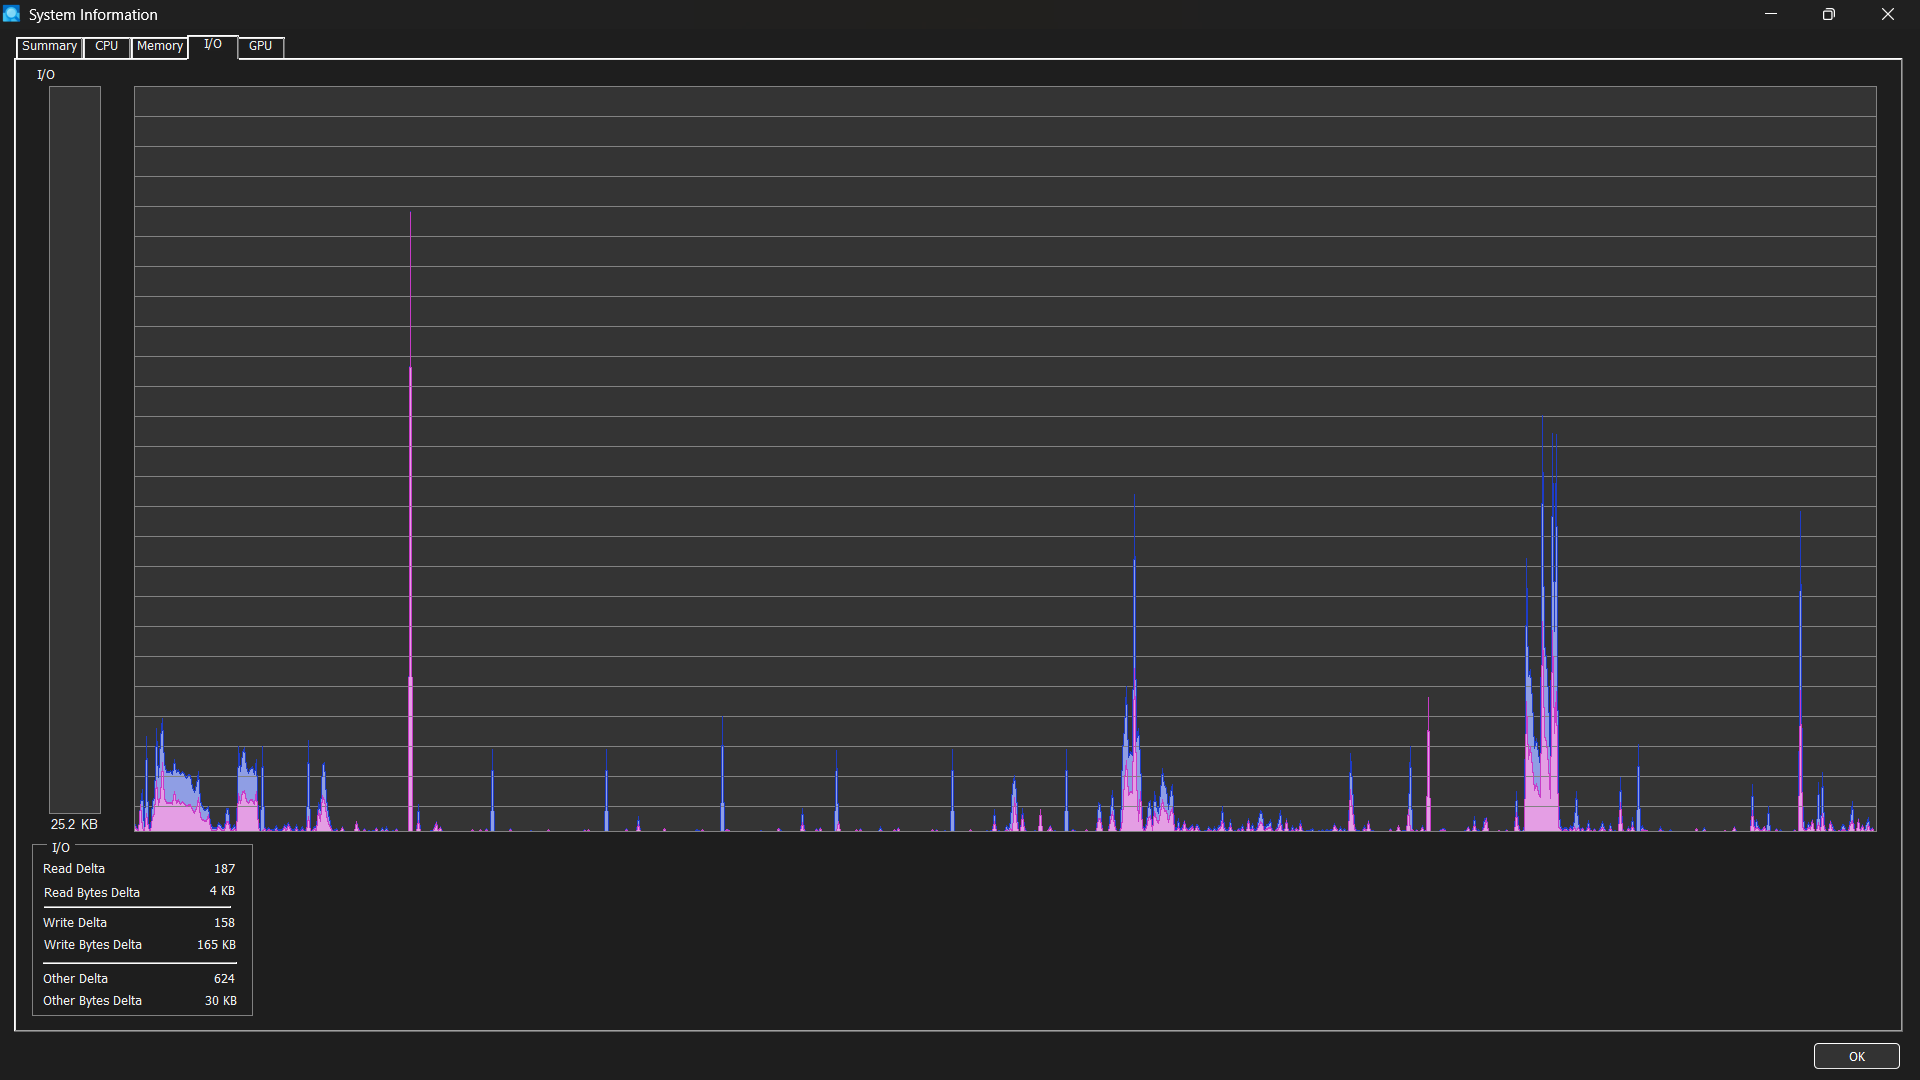 System Information
Summary CPU Memory I/O GPU
I/O
25.2 KB
I/O
Read Delta 187
Read Bytes Delta 4 KB
Write Delta 158
Write Bytes Delta 165 KB
Other Delta 624
Other Bytes Delta 30 KB
OK